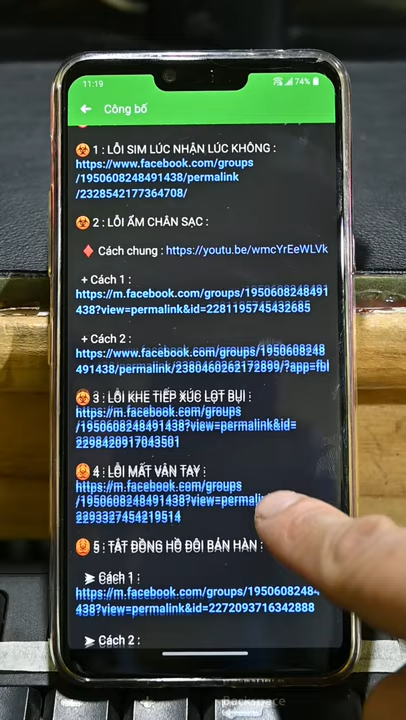 11:19
74%
Công bố
1 : LỖI SIM LÚC NHẬN LÚC KHÔNG :
https://www.facebook.com/groups
/1950608248491438/permalink
/2328542177364708/
2 : LỖI ẨM CHÂN SẠC :
Cách chung : https://youtu.be/wmcYrEeWLVk
+ Cách 1 :
https://m.facebook.com/groups/1950608248491
438?view=permalink&id=2281195745432685
+ Cách 2 :
https://www.facebook.com/groups/1950608248
491438/permalink/2380460262172899/?app=fbl
3 : LỖI KHE TIẾP XÚC LỌT BỤI :
https://m.facebook.com/groups
/1950608248491438?view=permalink&id=
2298420917043501
4 : LỖI MẤT VÂN TAY :
https://m.facebook.com/groups
/1950608248491438?view=permalin
2293327454219514
5 : TẮT ĐỒNG HỒ ĐÔI BẢN HÀN :
➤ Cách 1 :
https://m.facebook.com/groups/19506082484
438?view=permalink&id=2272093716342888
➤ Cách 2 :
Backspace